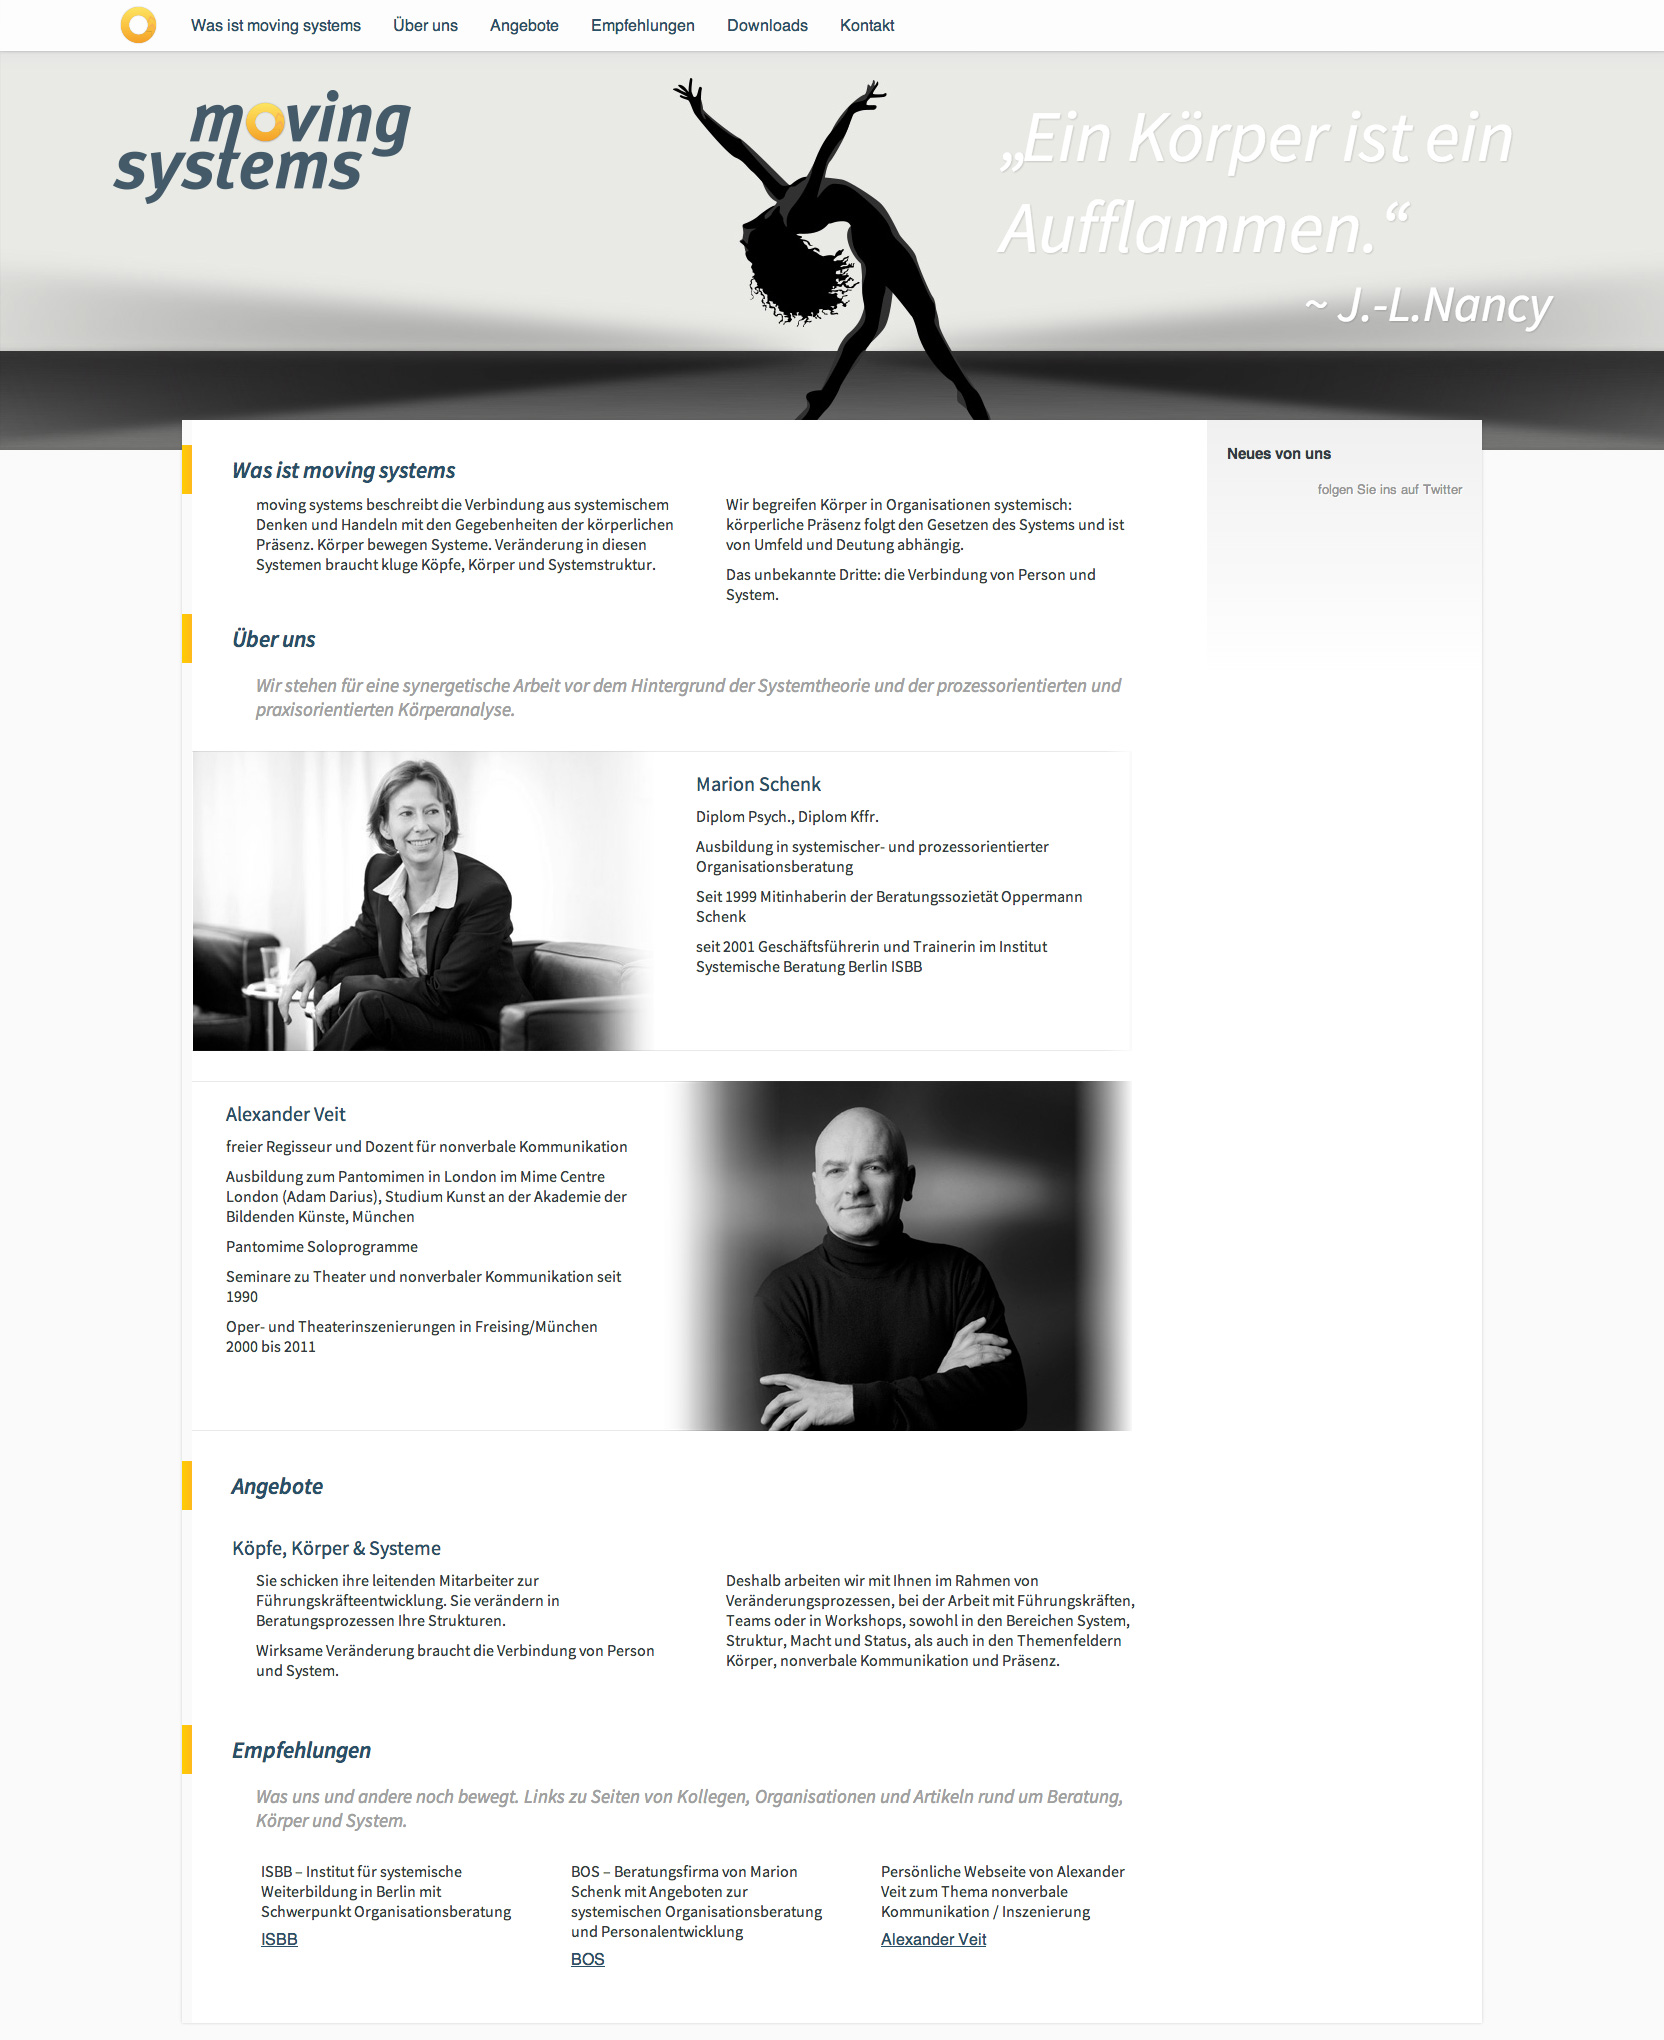 Was ist moving systems
Über uns
Angebote
Empfehlungen
Downloads
Kontakt
moving
systems
„Ein Körper ist ein
Aufflammen.“
~ J.-L.Nancy
Was ist moving systems
moving systems beschreibt die Verbindung aus systemischem
Denken und Handeln mit den Gegebenheiten der körperlichen
Präsenz. Körper bewegen Systeme. Veränderung in diesen
Systemen braucht kluge Köpfe, Körper und Systemstruktur.
Wir begreifen Körper in Organisationen systemisch:
körperliche Präsenz folgt den Gesetzen des Systems und ist
von Umfeld und Deutung abhängig.
Das unbekannte Dritte: die Verbindung von Person und
System.
Neues von uns
folgen Sie ins auf Twitter
Über uns
Wir stehen für eine synergetische Arbeit vor dem Hintergrund der Systemtheorie und der prozessorientierten und
praxisorientierten Körperanalyse.
Marion Schenk
Diplom Psych., Diplom Kffr.
Ausbildung in systemischer- und prozessorientierter
Organisationsberatung
Seit 1999 Mitinhaberin der Beratungssozietät Oppermann
Schenk
seit 2001 Geschäftsführerin und Trainerin im Institut
Systemische Beratung Berlin ISBB
Alexander Veit
freier Regisseur und Dozent für nonverbale Kommunikation
Ausbildung zum Pantomimen in London im Mime Centre
London (Adam Darius), Studium Kunst an der Akademie der
Bildenden Künste, München
Pantomime Soloprogramme
Seminare zu Theater und nonverbaler Kommunikation seit
1990
Oper- und Theaterinszenierungen in Freising/München
2000 bis 2011
Angebote
Köpfe, Körper & Systeme
Sie schicken ihre leitenden Mitarbeiter zur
Führungskräfteentwicklung. Sie verändern in
Beratungsprozessen Ihre Strukturen.
Wirksame Veränderung braucht die Verbindung von Person
und System.
Deshalb arbeiten wir mit Ihnen im Rahmen von
Veränderungsprozessen, bei der Arbeit mit Führungskräften,
Teams oder in Workshops, sowohl in den Bereichen System,
Struktur, Macht und Status, als auch in den Themenfeldern
Körper, nonverbale Kommunikation und Präsenz.
Empfehlungen
Was uns und andere noch bewegt. Links zu Seiten von Kollegen, Organisationen und Artikeln rund um Beratung,
Körper und System.
ISBB – Institut für systemische
Weiterbildung in Berlin mit
Schwerpunkt Organisationsberatung
ISBB
BOS – Beratungsfirma von Marion
Schenk mit Angeboten zur
systemischen Organisationsberatung
und Personalentwicklung
BOS
Persönliche Webseite von Alexander
Veit zum Thema nonverbale
Kommunikation / Inszenierung
Alexander Veit